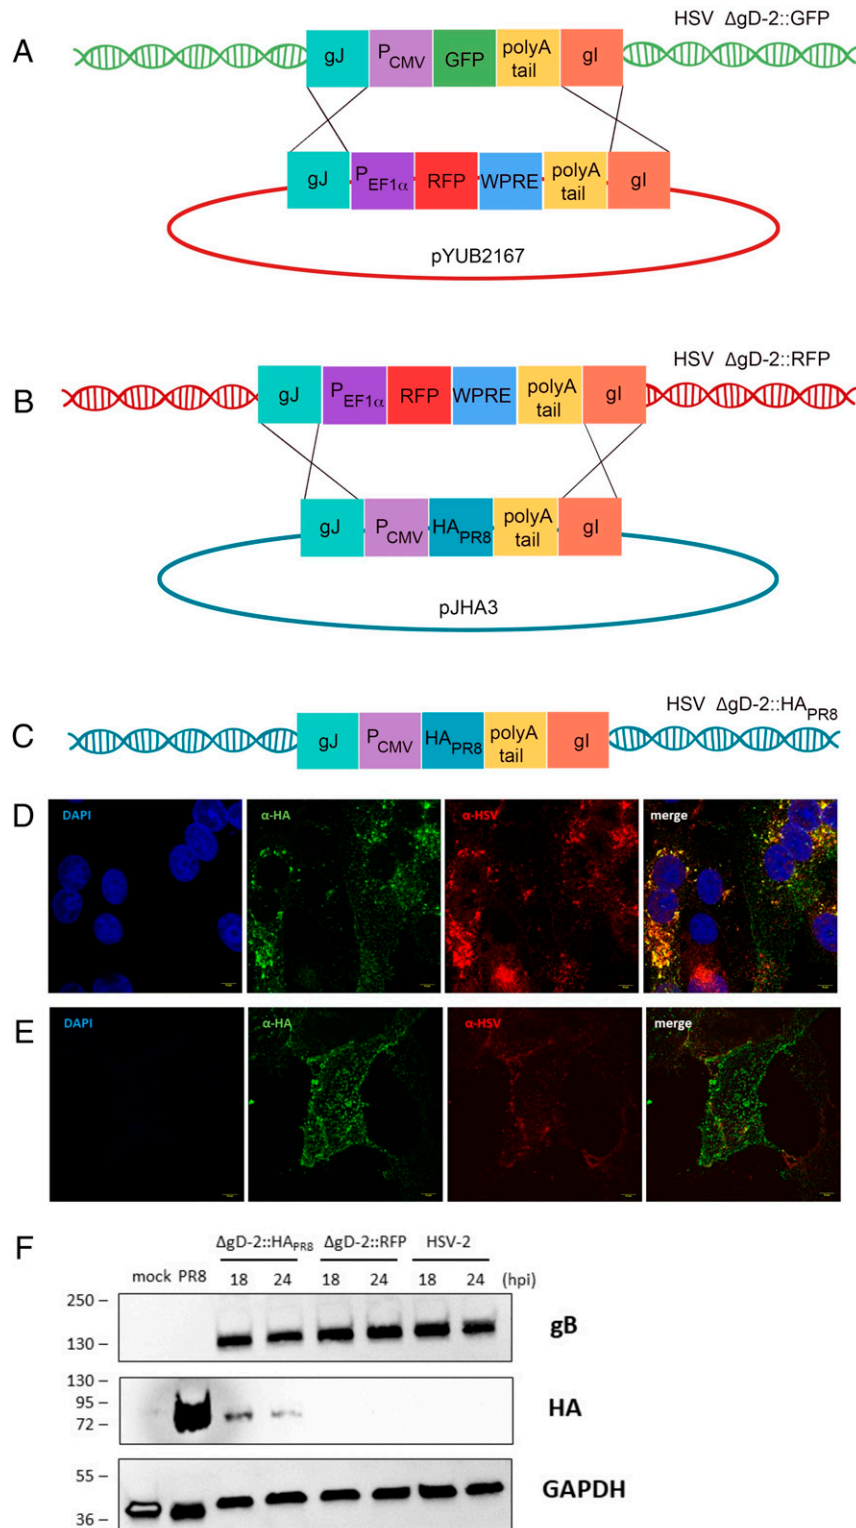 A
HSV ΔgD-2::GFP
gJ
PCMV
GFP
polyA
tail
gI
gJ
PEF1α
RFP
WPRE
polyA
tail
gI
pYUB2167
B
HSV ΔgD-2::RFP
gJ
PEF1α
RFP
WPRE
polyA
tail
gI
gJ
PCMV
HAPR8
polyA
tail
gI
pJHA3
C
HSV ΔgD-2::HAPR8
gJ
PCMV
HAPR8
polyA
tail
gI
D
DAPI
α-HA
α-HSV
merge
E
DAPI
α-HA
α-HSV
merge
F
ΔgD-2::HAPR8 ΔgD-2::RFP HSV-2
mock PR8 18 24 18 24 18 24 (hpi)
250 –
130 –
gB
130 –
95 –
72 –
HA
55 –
36 –
GAPDH